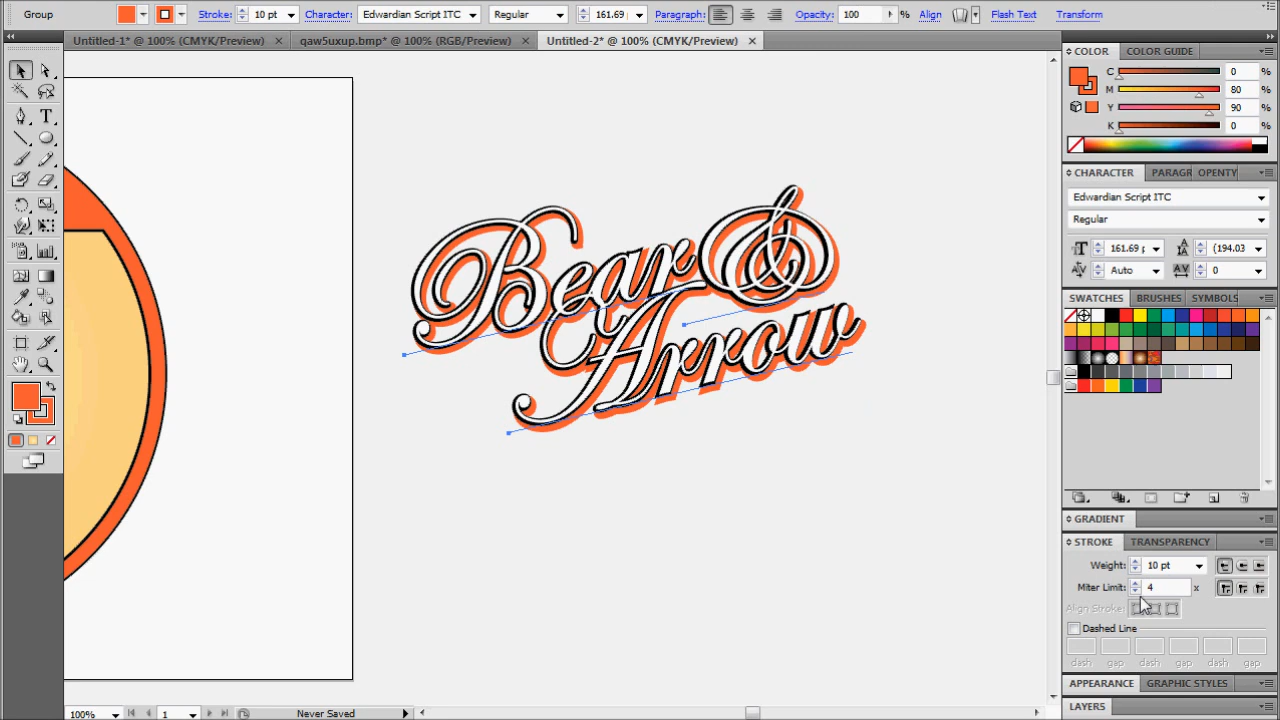 Group
Stroke: 10 pt Character: Edwardian Script ITC Regular 161.69 Paragraph: Opacity: 100 % Align Flash Text Transform
Untitled-1* @ 100% (CMYK/Preview) × qaw5uxup.bmp* @ 100% (RGB/Preview) × Untitled-2* @ 100% (CMYK/Preview) ×
COLOR COLOR GUIDE
C 0 %
M 80 %
Y 90 %
K 0 %
CHARACTER PARAGR OPENTY
Edwardian Script ITC
Regular
161.69 (194.03
Auto 0
SWATCHES BRUSHES SYMBOLS
Bear &
Arrow
GRADIENT
STROKE TRANSPARENCY
Weight: 10 pt
Miter Limit: 4 x
Align Stroke:
Dashed Line
dash gap dash gap dash gap
APPEARANCE GRAPHIC STYLES
LAYERS
100% 1 Never Saved